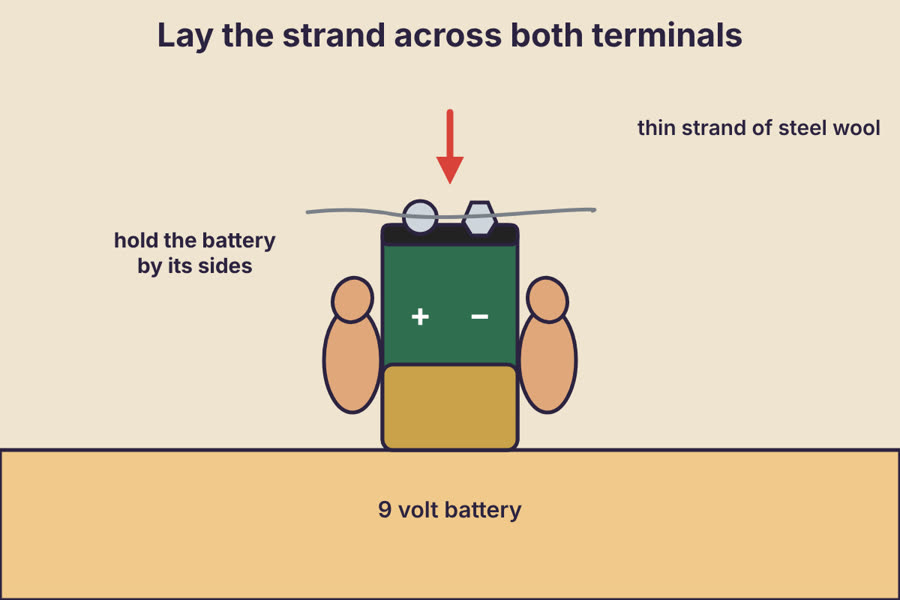 Lay the strand across both terminals
thin strand of steel wool
hold the battery
by its sides
+ −
9 volt battery